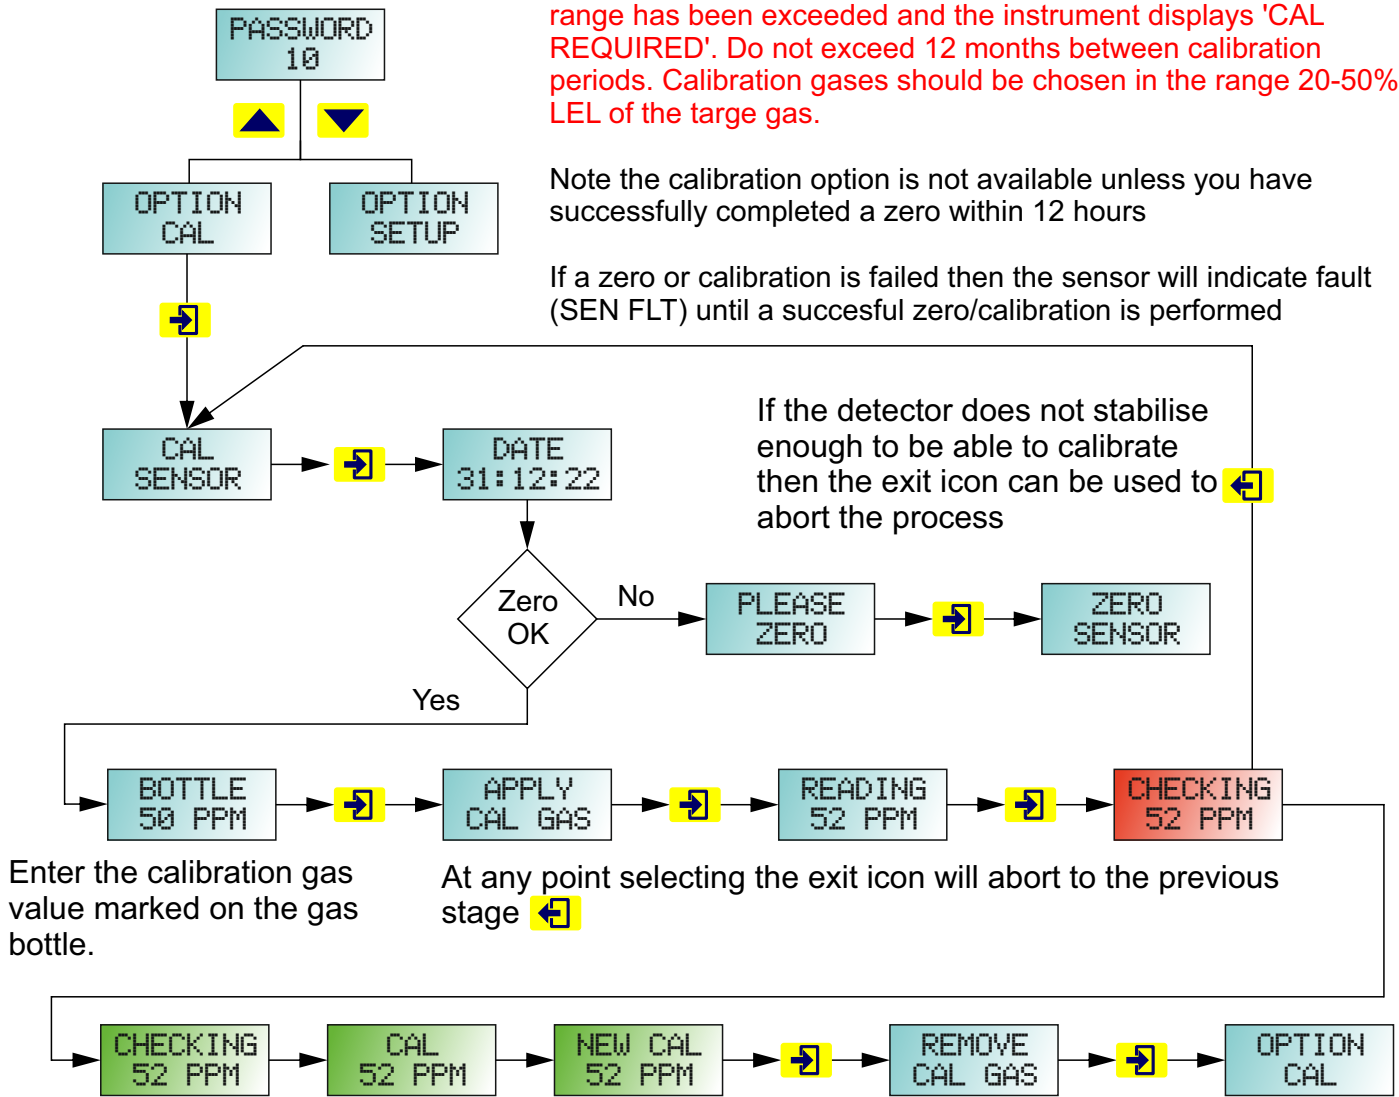 PASSWORD
10
range has been exceeded and the instrument displays 'CAL
REQUIRED'. Do not exceed 12 months between calibration
periods. Calibration gases should be chosen in the range 20-50%
LEL of the targe gas.
OPTION
CAL
OPTION
SETUP
Note the calibration option is not available unless you have
successfully completed a zero within 12 hours
If a zero or calibration is failed then the sensor will indicate fault
(SEN FLT) until a succesful zero/calibration is performed
CAL
SENSOR
DATE
31:12:22
If the detector does not stabilise
enough to be able to calibrate
then the exit icon can be used to
abort the process
Zero
OK
No
PLEASE
ZERO
ZERO
SENSOR
Yes
BOTTLE
50 PPM
APPLY
CAL GAS
READING
52 PPM
CHECKING
52 PPM
Enter the calibration gas
value marked on the gas
bottle.
At any point selecting the exit icon will abort to the previous
stage
CHECKING
52 PPM
CAL
52 PPM
NEW CAL
52 PPM
REMOVE
CAL GAS
OPTION
CAL